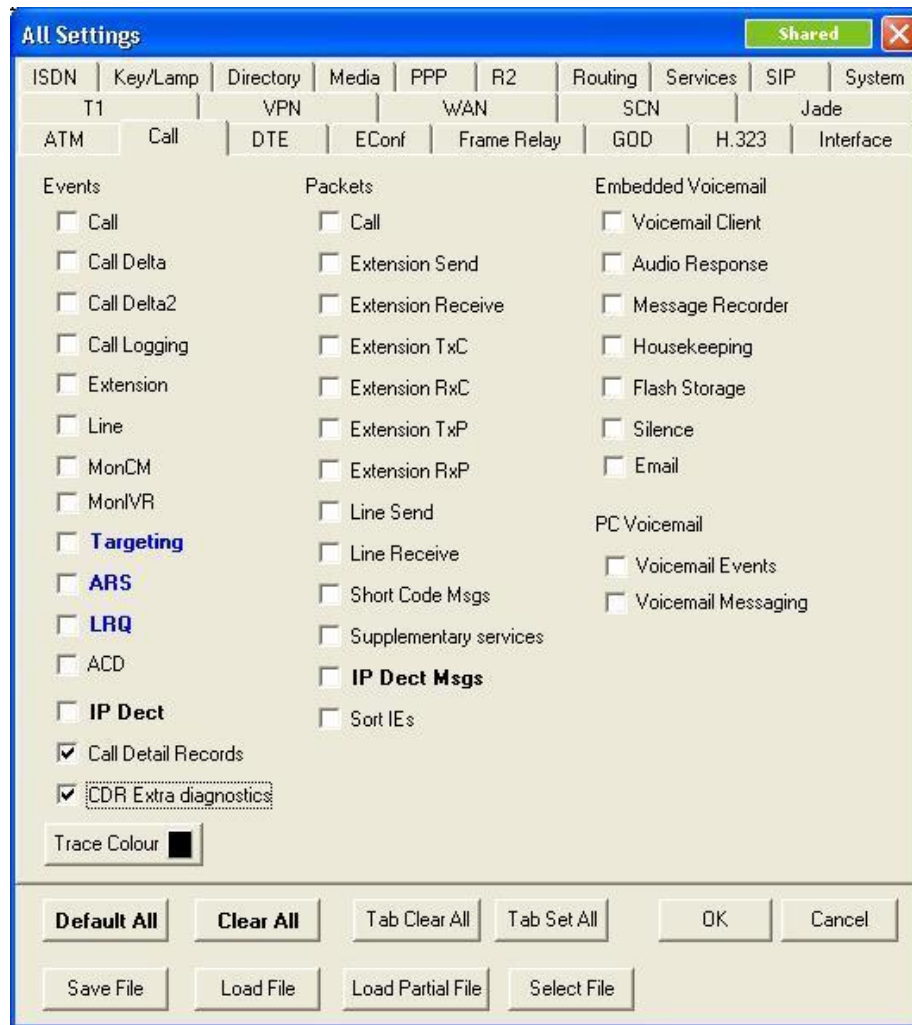 All Settings Shared
ISDN Key/Lamp Directory Media PPP R2 Routing Services SIP System
T1 VPN WAN SCN Jade
ATM Call DTE EConf Frame Relay GOD H.323 Interface
Events Packets Embedded Voicemail
Call Call Voicemail Client
Call Delta Extension Send Audio Response
Call Delta2 Extension Receive Message Recorder
Call Logging Extension TxC Housekeeping
Extension Extension RxC Flash Storage
Line Extension TxP Silence
MonCM Extension RxP Email
MonIVR Line Send PC Voicemail
Targeting Line Receive Voicemail Events
ARS Short Code Msgs Voicemail Messaging
LRQ Supplementary services
ACD IP Dect Msgs
IP Dect Sort IEs
Call Detail Records
CDR Extra diagnostics
Trace Colour
Default All Clear All Tab Clear All Tab Set All OK Cancel
Save File Load File Load Partial File Select File